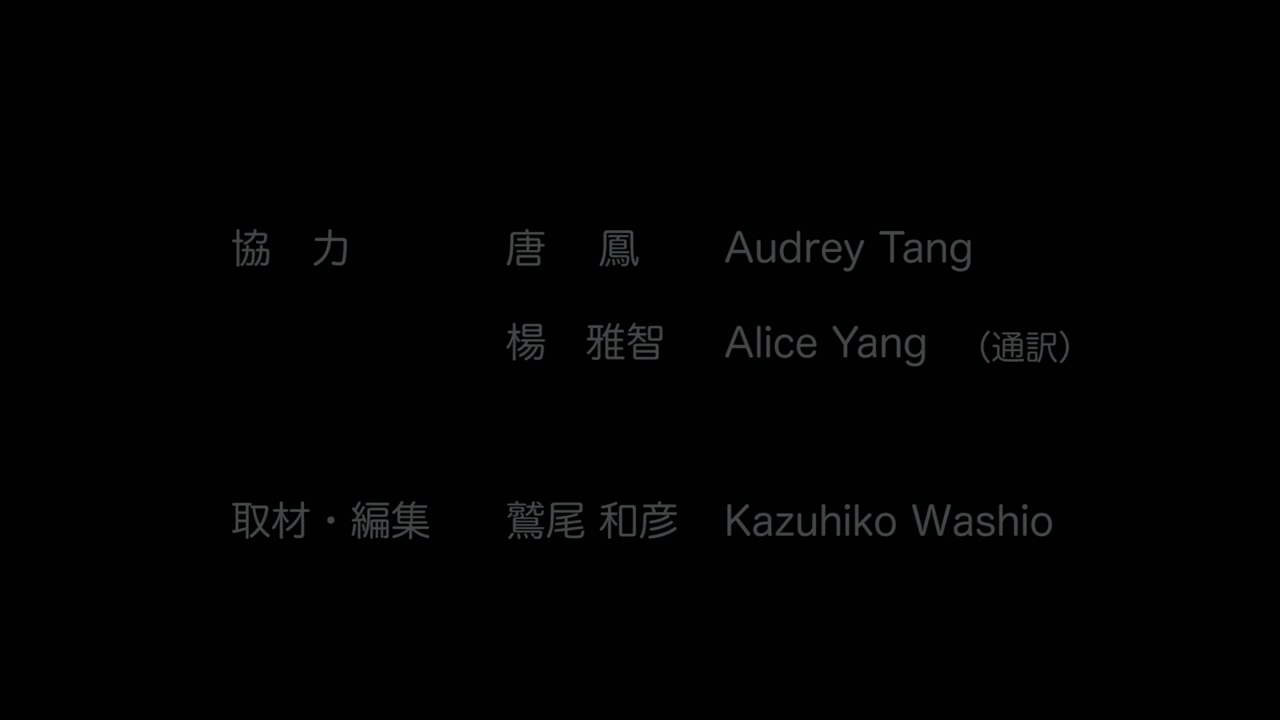 協　力　唐　鳳　Audrey Tang
楊　雅智　Alice Yang　（通訳）
取材・編集　鷲尾 和彦　Kazuhiko Washio